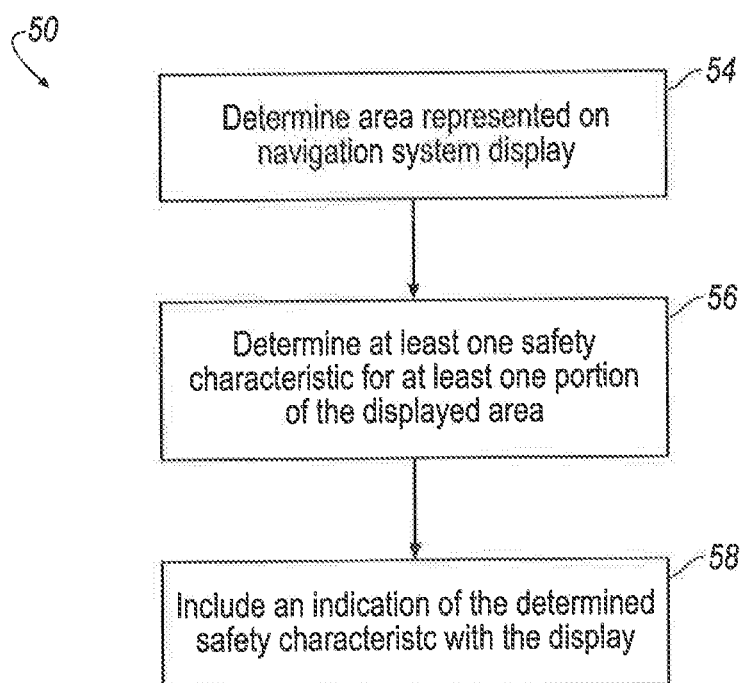 50
54
Determine area represented on
navigation system display
56
Determine at least one safety
characteristic for at least one portion
of the displayed area
58
Include an indication of the determined
safety characteristc with the display